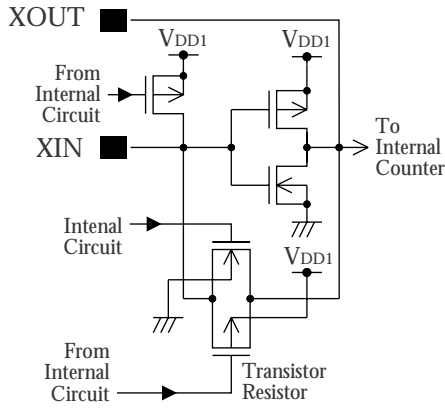 XOUT
VDD1
VDD1
From
Internal
Circuit
XIN
To
Internal
Counter
Intenal
Circuit
VDD1
From
Internal
Circuit
Transistor
Resistor